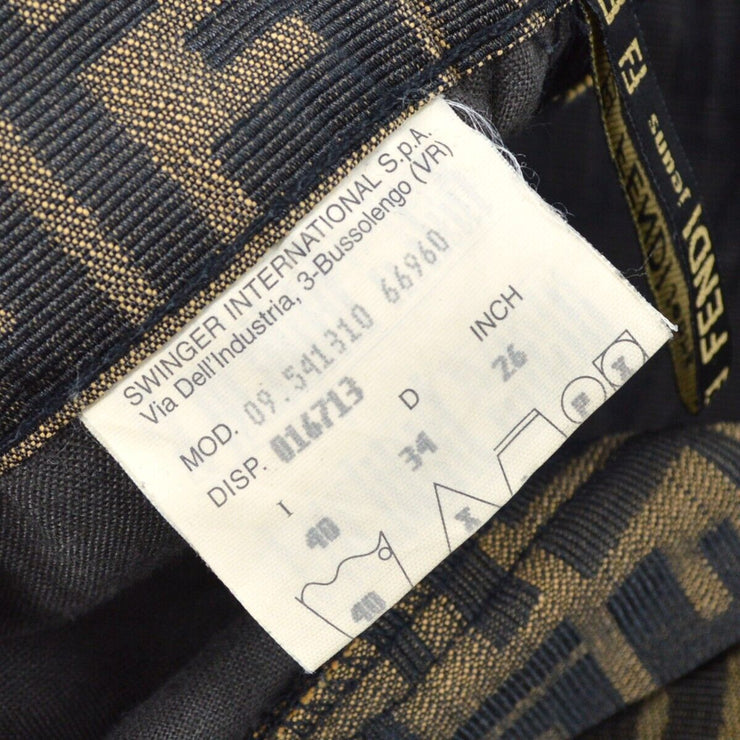 SWINGER INTERNATIONAL S.p.A.
Via Dell'Industria, 3-Bussolengo (VR)
MOD. 09.541310 66960
DISP. 014713
I D INCH
40 34 26
40
FENDI jeans